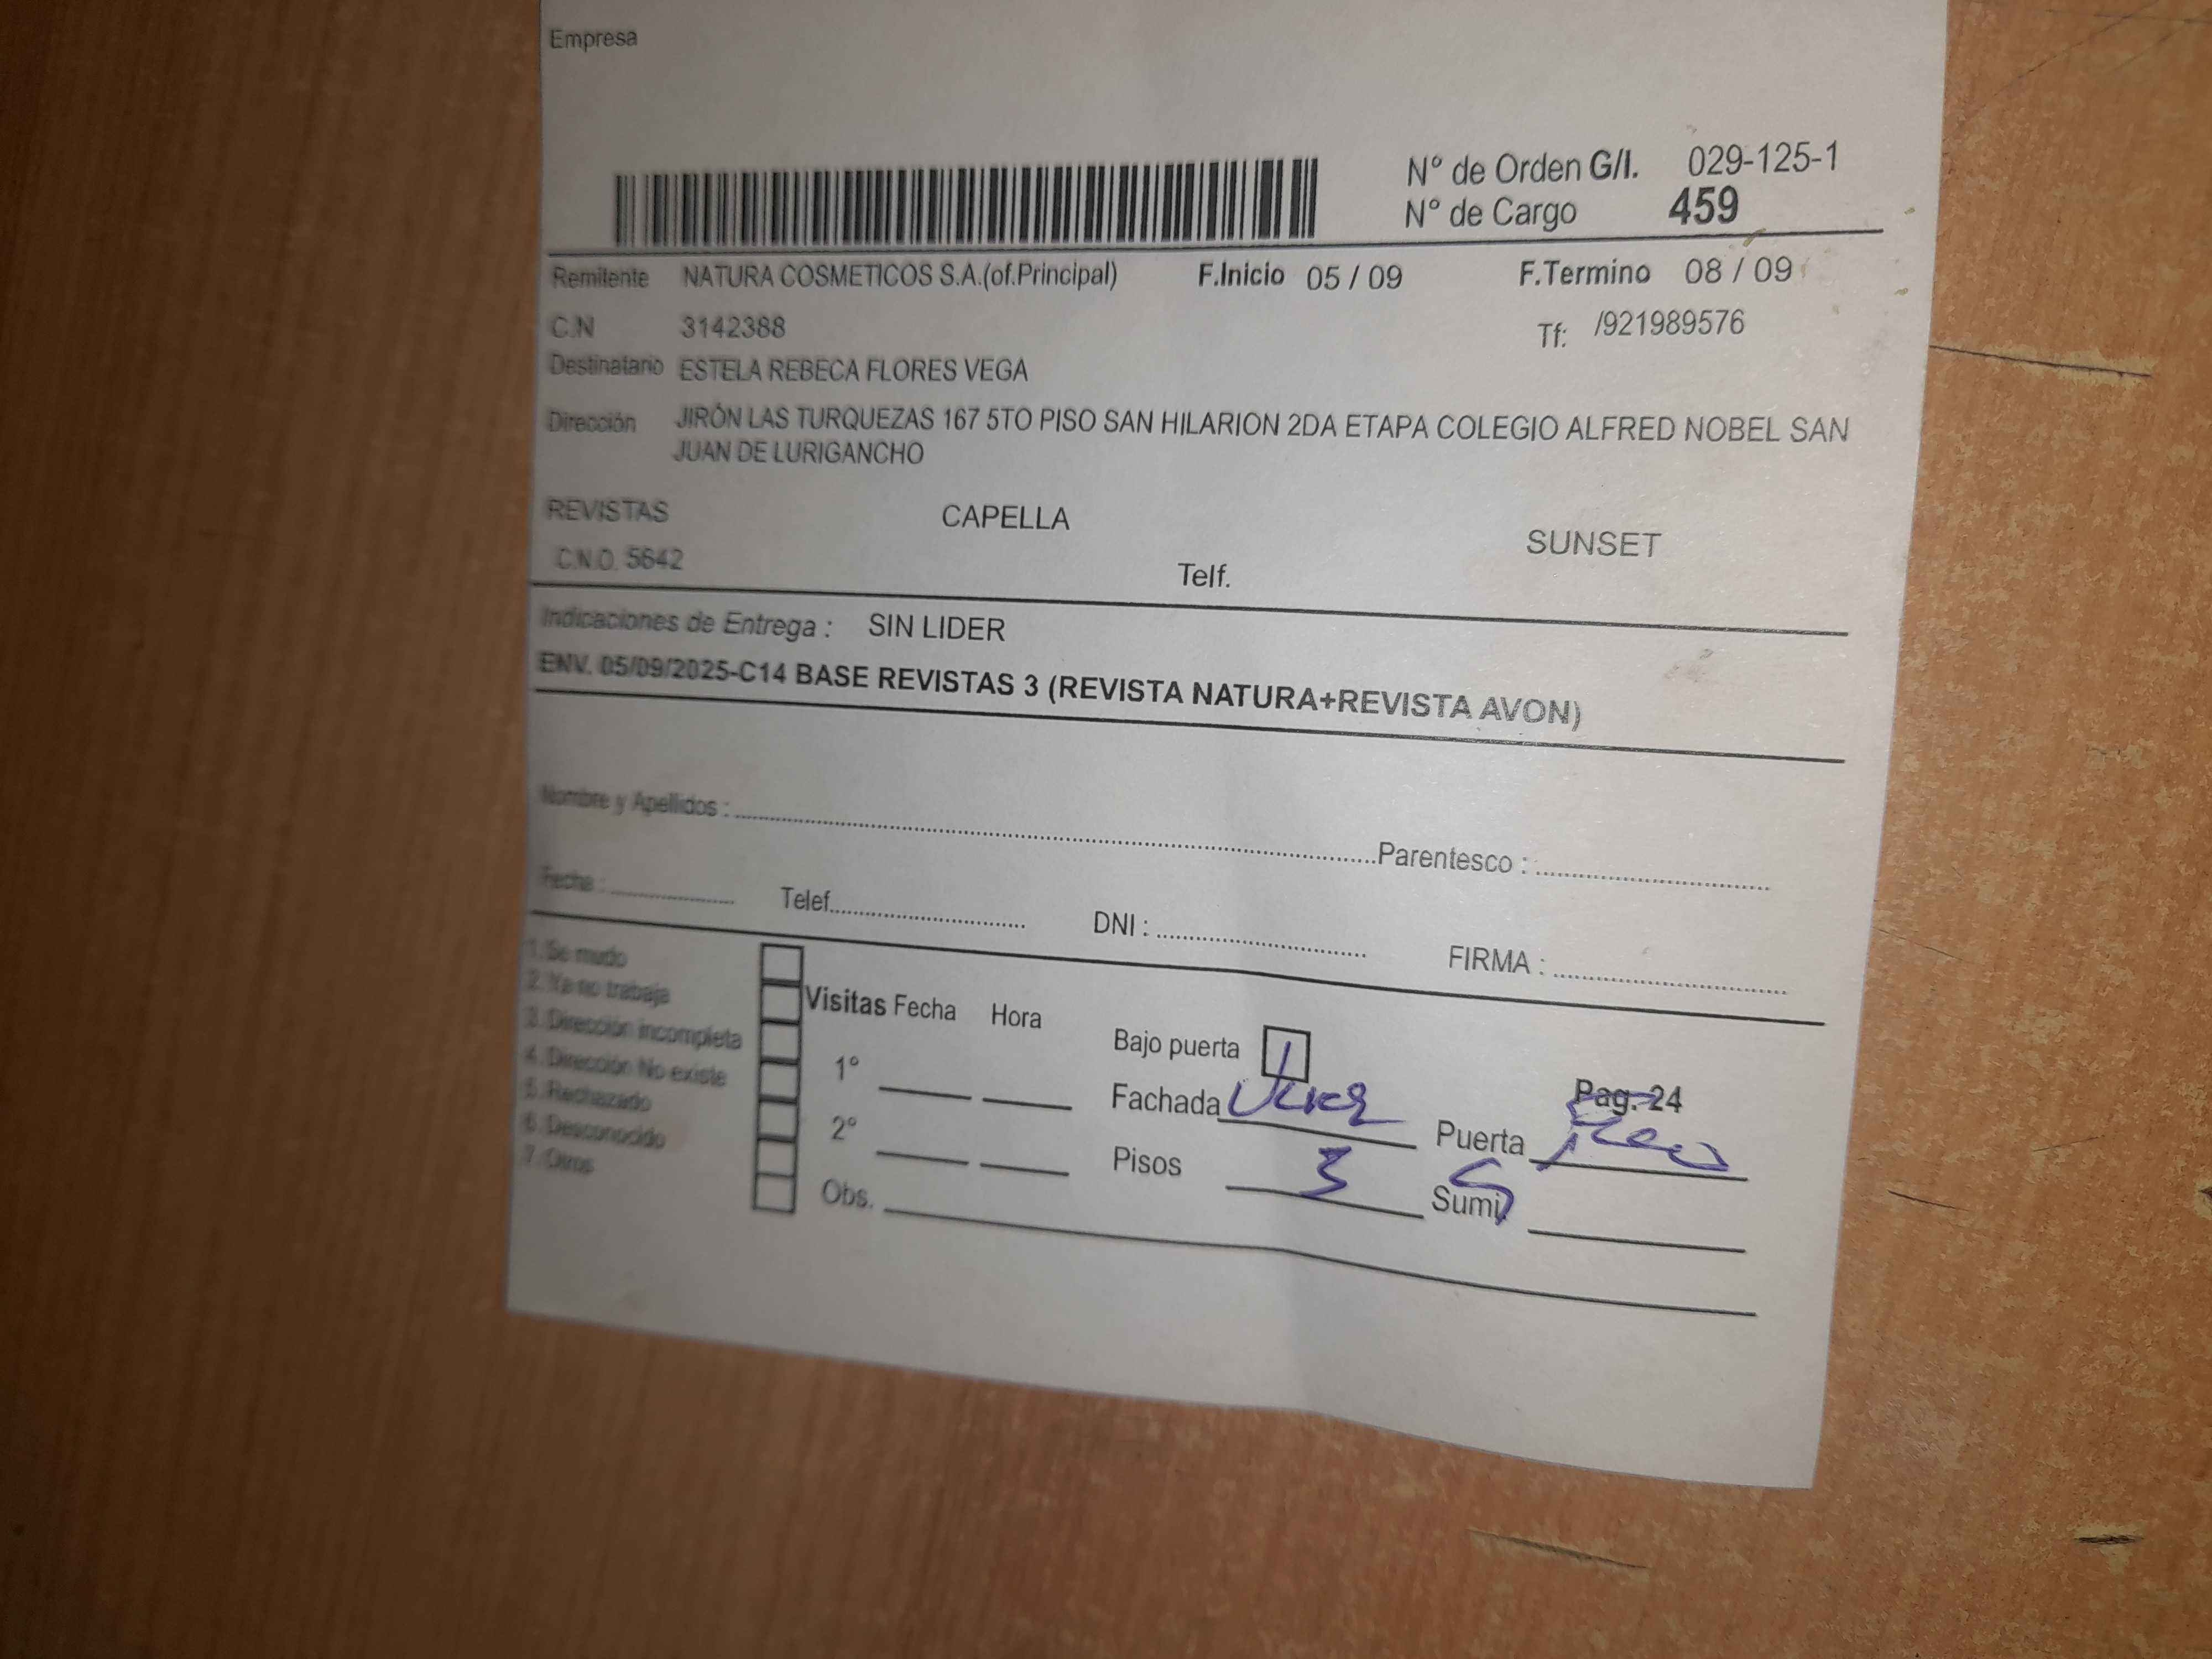 Empresa
N° de Orden G/I. 029-125-1
N° de Cargo 459
Remitente NATURA COSMETICOS S.A.(of.Principal) F.Inicio 05 / 09 F.Termino 08 / 09
C.N 3142388 Tf: /921989576
Destinatario ESTELA REBECA FLORES VEGA
Dirección JIRÓN LAS TURQUEZAS 167 5TO PISO SAN HILARION 2DA ETAPA COLEGIO ALFRED NOBEL SAN
JUAN DE LURIGANCHO
REVISTAS CAPELLA SUNSET
C.N.O. 5642 Telf.
Indicaciones de Entrega : SIN LIDER
ENV. 05/09/2025-C14 BASE REVISTAS 3 (REVISTA NATURA+REVISTA AVON)
Nombre y Apellidos : Parentesco :
Fecha : Telef. DNI : FIRMA :
1. Se mudo
2. Ya no trabaja
3. Dirección incompleta
4. Dirección No existe
5. Rechazado
6. Desconocido
7. Otros
Visitas Fecha Hora
1°
2°
Obs.
Bajo puerta
Pag. 24
Fachada Puerta
Pisos 3 Sumi.